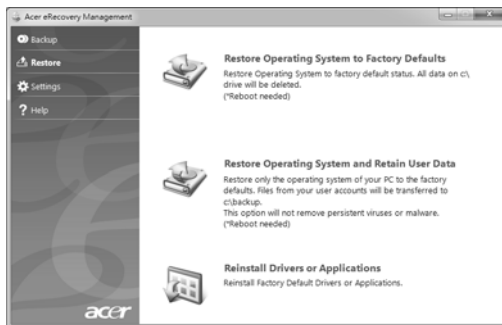 Acer eRecovery Management
Backup
Restore
Settings
Help
Restore Operating System to Factory Defaults
Restore Operating System to factory default status. All data on c:\
drive will be deleted.
(*Reboot needed)
Restore Operating System and Retain User Data
Restore only the operating system of your PC to the factory
defaults. Files from your user accounts will be transferred to
c:\backup.
This option will not remove persistent viruses or malware.
(*Reboot needed)
Reinstall Drivers or Applications
Reinstall Factory Default Drivers or Applications.
acer